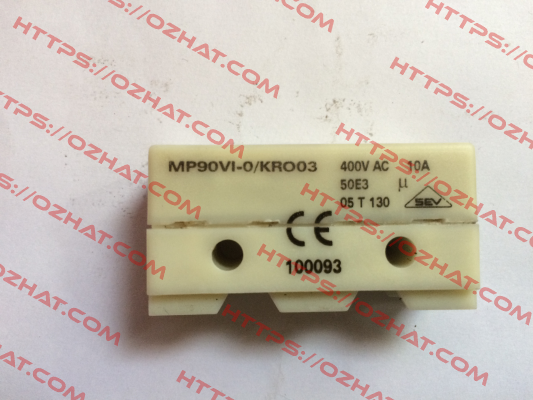 HTTPS://OZHAT.COM
MP90VI-0/KRO03 400V AC 10A
50E3 μ
05 T 130 SEV
CE
100093